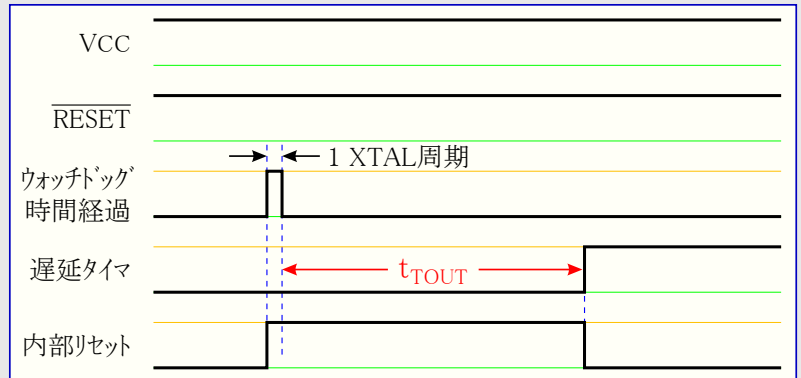 VCC
RESET
1 XTAL周期
ウォッチドッグ
時間経過
遅延タイマ
tTOUT
内部リセット